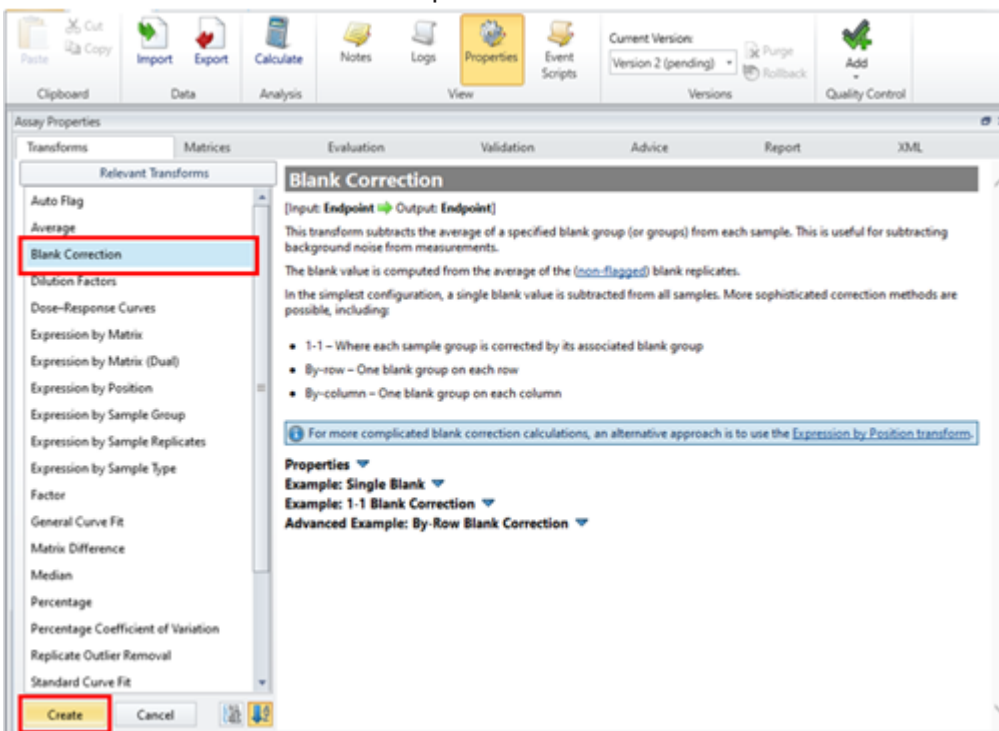 Cut
Copy
Paste
Import
Export
Calculate
Notes
Logs
Properties
Event
Scripts
Current Version:
Version 2 (pending)
Purge
Rollback
Add
Clipboard
Data
Analysis
View
Versions
Quality Control
Assay Properties
Transforms
Matrices
Evaluation
Validation
Advice
Report
XML
Relevant Transforms
Auto Flag
Average
Blank Correction
Dilution Factors
Dose-Response Curves
Expression by Matrix
Expression by Matrix (Dual)
Expression by Position
Expression by Sample Group
Expression by Sample Replicates
Expression by Sample Type
Factor
General Curve Fit
Matrix Difference
Median
Percentage
Percentage Coefficient of Variation
Replicate Outlier Removal
Standard Curve Fit
Create
Cancel
Blank Correction
[Input: Endpoint Output: Endpoint]
This transform subtracts the average of a specified blank group (or groups) from each sample. This is useful for subtracting
background noise from measurements.
The blank value is computed from the average of the (non-flagged) blank replicates.
In the simplest configuration, a single blank value is subtracted from all samples. More sophisticated correction methods are
possible, including:
• 1-1 – Where each sample group is corrected by its associated blank group
• By-row – One blank group on each row
• By-column – One blank group on each column
For more complicated blank correction calculations, an alternative approach is to use the Expression by Position transform.
Properties
Example: Single Blank
Example: 1-1 Blank Correction
Advanced Example: By-Row Blank Correction